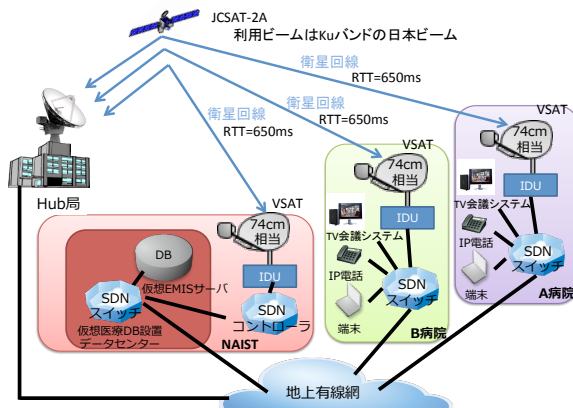 JCSAT-2A
利用ビームはKuバンドの日本ビーム
衛星回線
RTT=650ms
衛星回線
RTT=650ms
衛星回線
RTT=650ms
Hub局
VSAT
74cm
相当
IDU
DB
仮想EMISサーバ
SDN
スイッチ
仮想医療DB設置
データセンター
SDN
コントローラ
NAIST
VSAT
74cm
相当
IDU
TV会議システム
IP電話
端末
SDN
スイッチ
B病院
VSAT
74cm
相当
IDU
TV会議システム
IP電話
端末
SDN
スイッチ
A病院
地上有線網